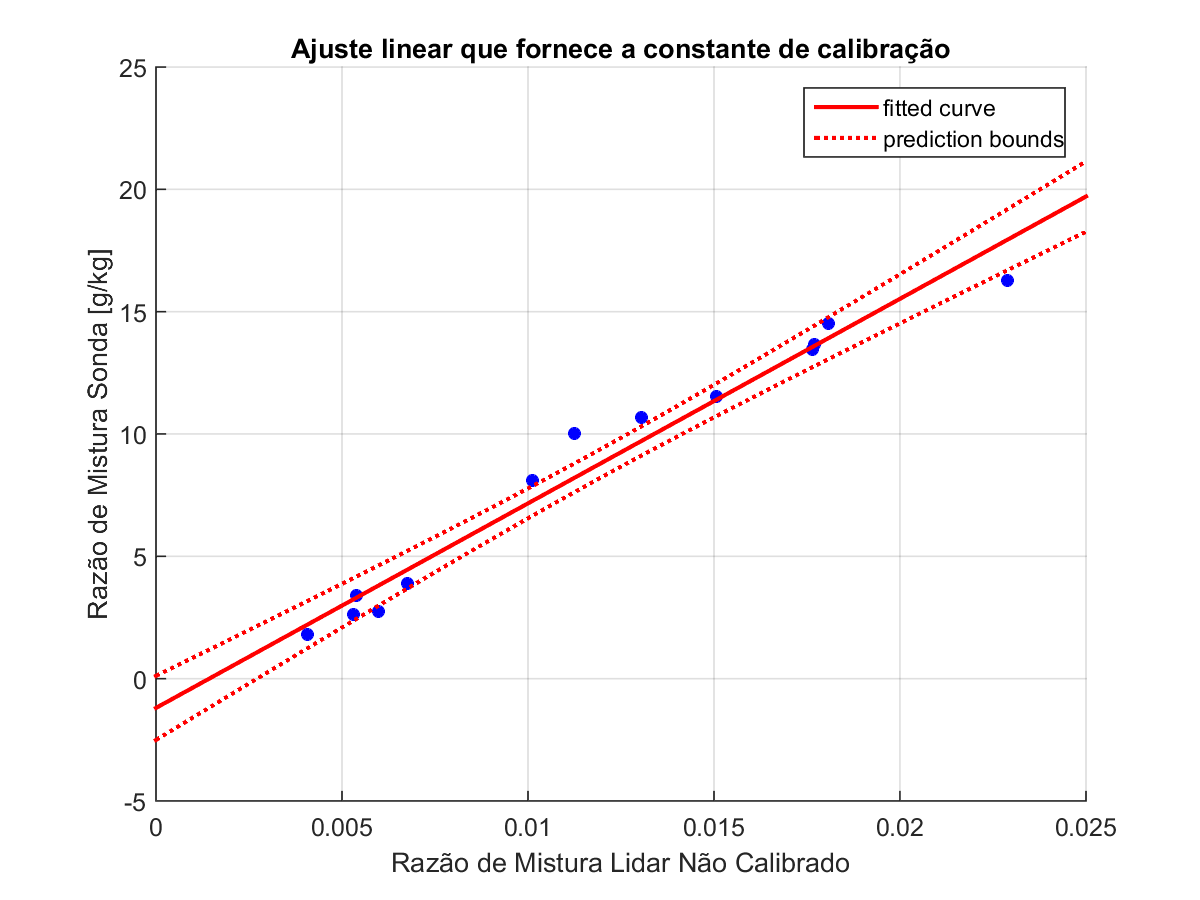 Ajuste linear que fornece a constante de calibração
25
20
15
10
5
0
-5
fitted curve
prediction bounds
Razão de Mistura Sonda [g/kg]
0 0.005 0.01 0.015 0.02 0.025
Razão de Mistura Lidar Não Calibrado